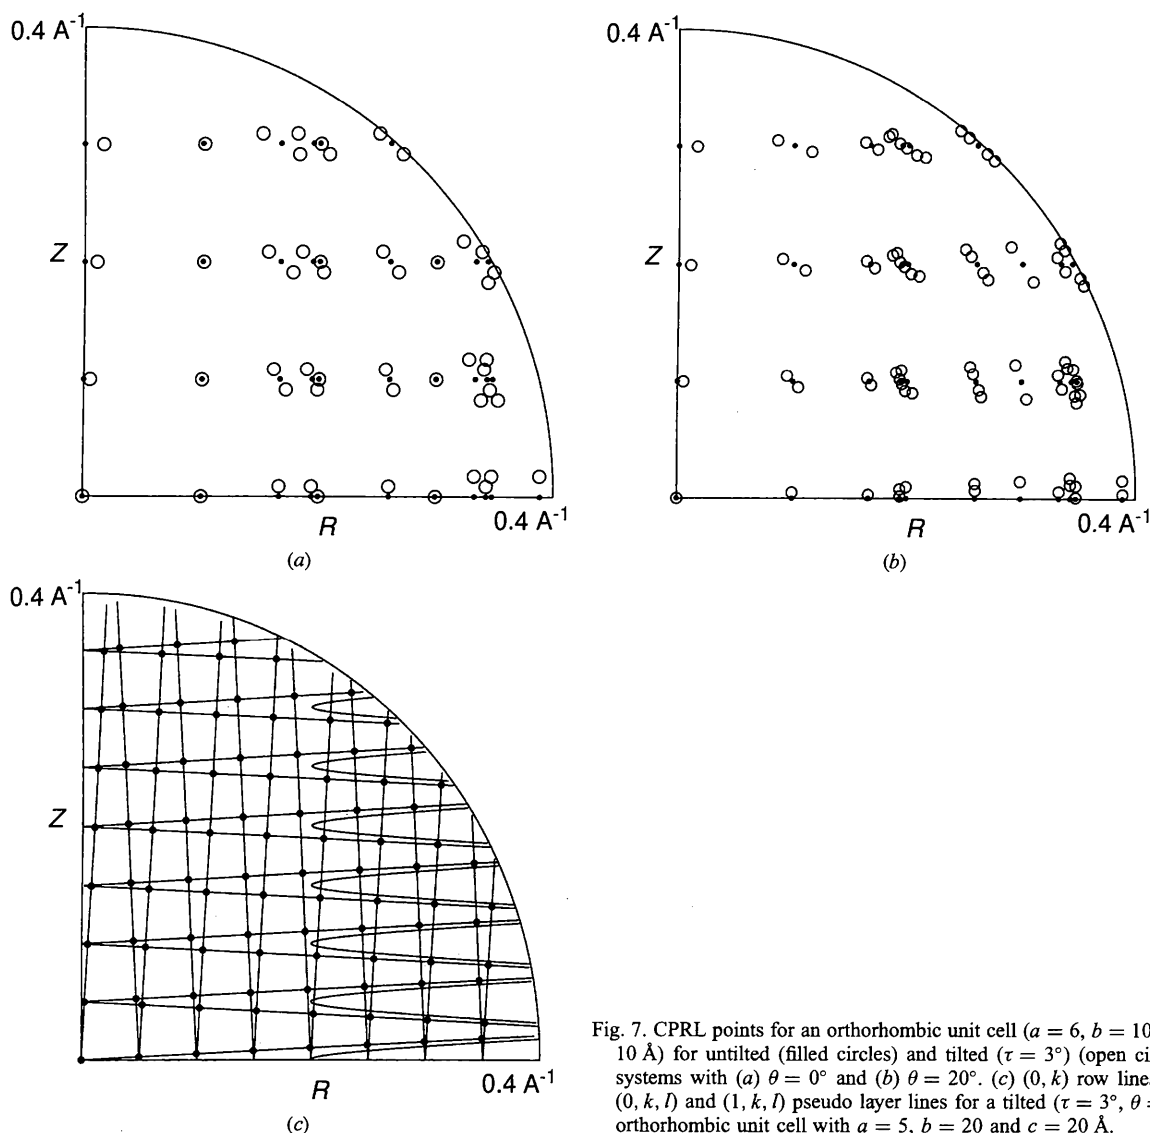 0.4 A⁻¹
Z
R
0.4 A⁻¹
(a)
0.4 A⁻¹
Z
R
0.4 A⁻¹
(b)
0.4 A⁻¹
Z
R
0.4 A⁻¹
(c)
Fig. 7. CPRL points for an orthorhombic unit cell (a = 6, b = 10
10 Å) for untilted (filled circles) and tilted (τ = 3°) (open
systems with (a) θ = 0° and (b) θ = 20°. (c) (0, k) row
(0, k, l) and (1, k, l) pseudo layer lines for a tilted (τ = 3°, θ =
orthorhombic unit cell with a = 5, b = 20 and c = 20 Å.